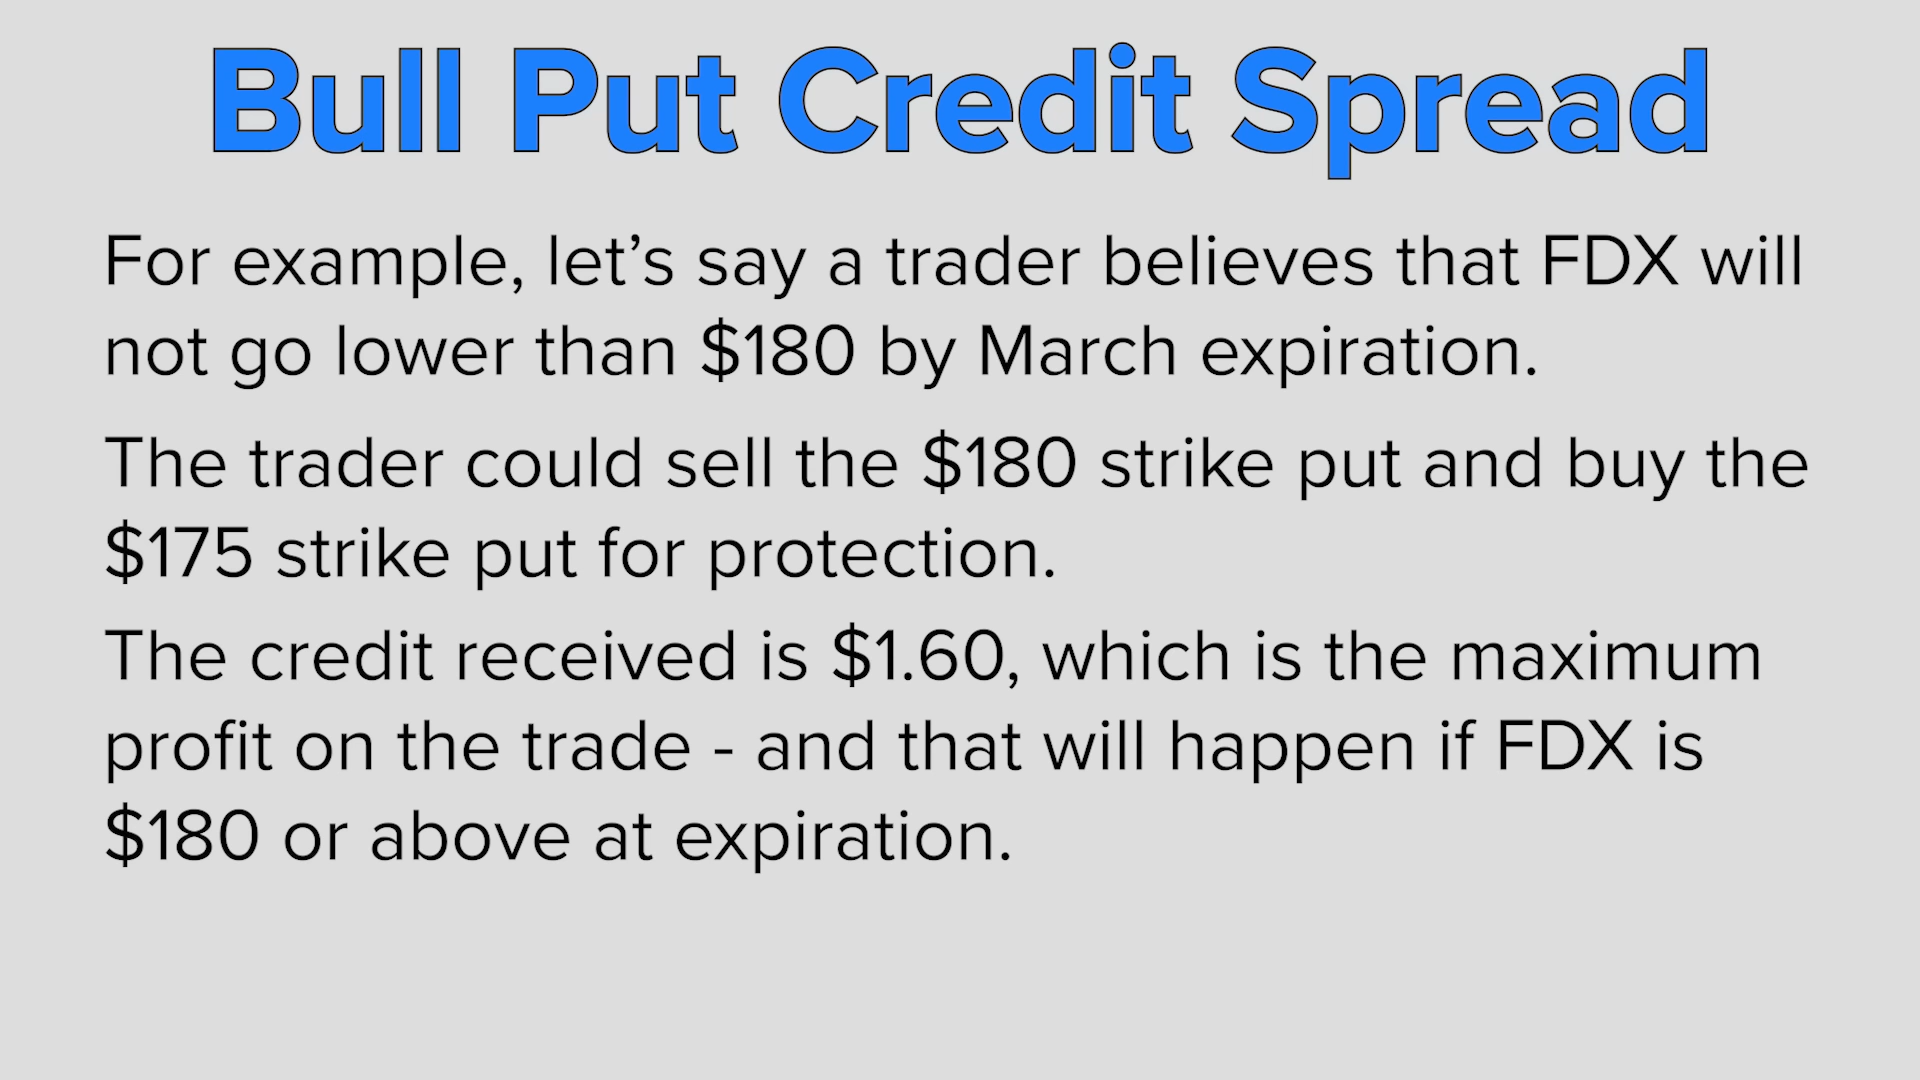 Bull Put Credit Spread
For example, let’s say a trader believes that FDX will
not go lower than $180 by March expiration.
The trader could sell the $180 strike put and buy the
$175 strike put for protection.
The credit received is $1.60, which is the maximum
profit on the trade - and that will happen if FDX is
$180 or above at expiration.